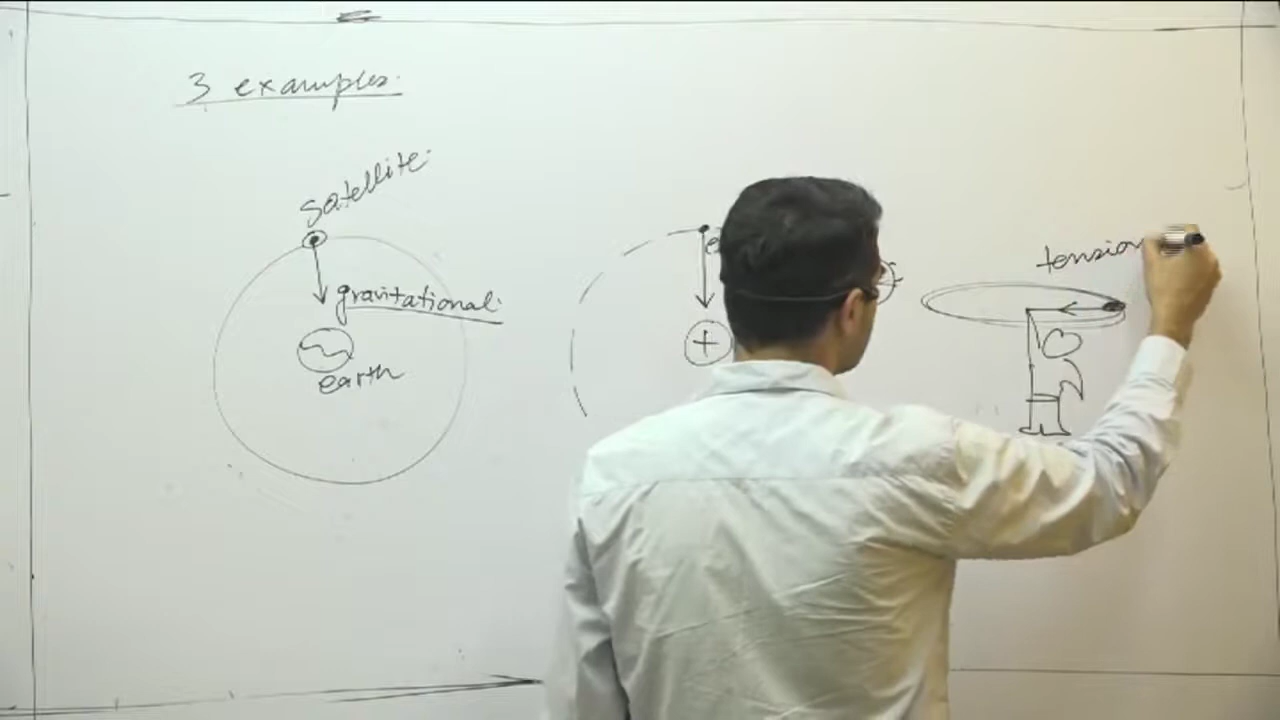 3 examples.
satellite.
gravitational.
earth
+
tension